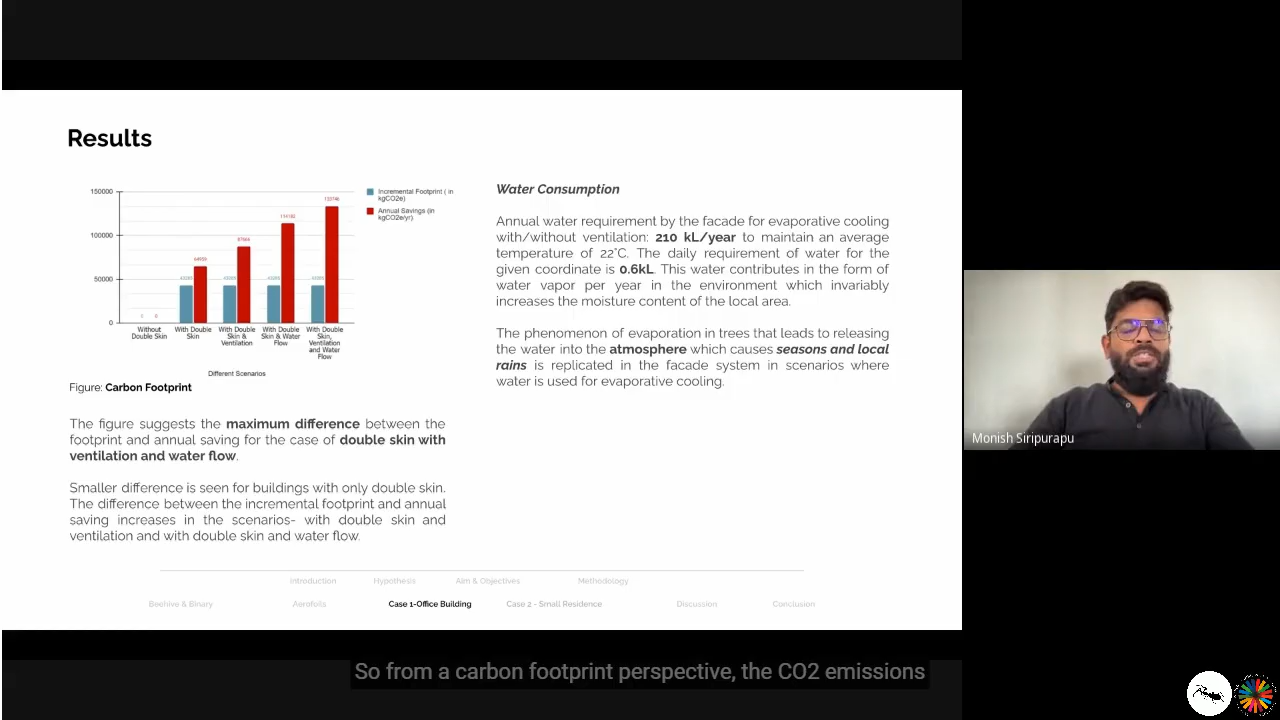 Results
150000
100000
50000
0
Incremental Footprint ( in
kgCO2e)
Annual Savings (in
kgCO2e/yr)
0 0
Without
Double Skin
With Double
Skin
With Double
Skin &
Ventilation
With Double
Skin & Water
Flow
With Double
Skin,
Ventilation
and Water
Flow
Different Scenarios
Figure: Carbon Footprint
The figure suggests the maximum difference between the
footprint and annual saving for the case of double skin with
ventilation and water flow.
Smaller difference is seen for buildings with only double skin.
The difference between the incremental footprint and annual
saving increases in the scenarios- with double skin and
ventilation and with double skin and water flow.
Water Consumption
Annual water requirement by the facade for evaporative cooling
with/without ventilation: 210 kL/year to maintain an average
temperature of 22°C. The daily requirement of water for the
given coordinate is 0.6kL. This water contributes in the form of
water vapor per year in the environment which invariably
increases the moisture content of the local area.
The phenomenon of evaporation in trees that leads to releasing
the water into the atmosphere which causes seasons and local
rains is replicated in the facade system in scenarios where
water is used for evaporative cooling.
Monish Siripurapu
Introduction Hypothesis Aim & Objectives Methodology
Beehive & Binary Aerofoils Case 1-Office Building Case 2 - Small Residence Discussion Conclusion
So from a carbon footprint perspective, the CO2 emissions